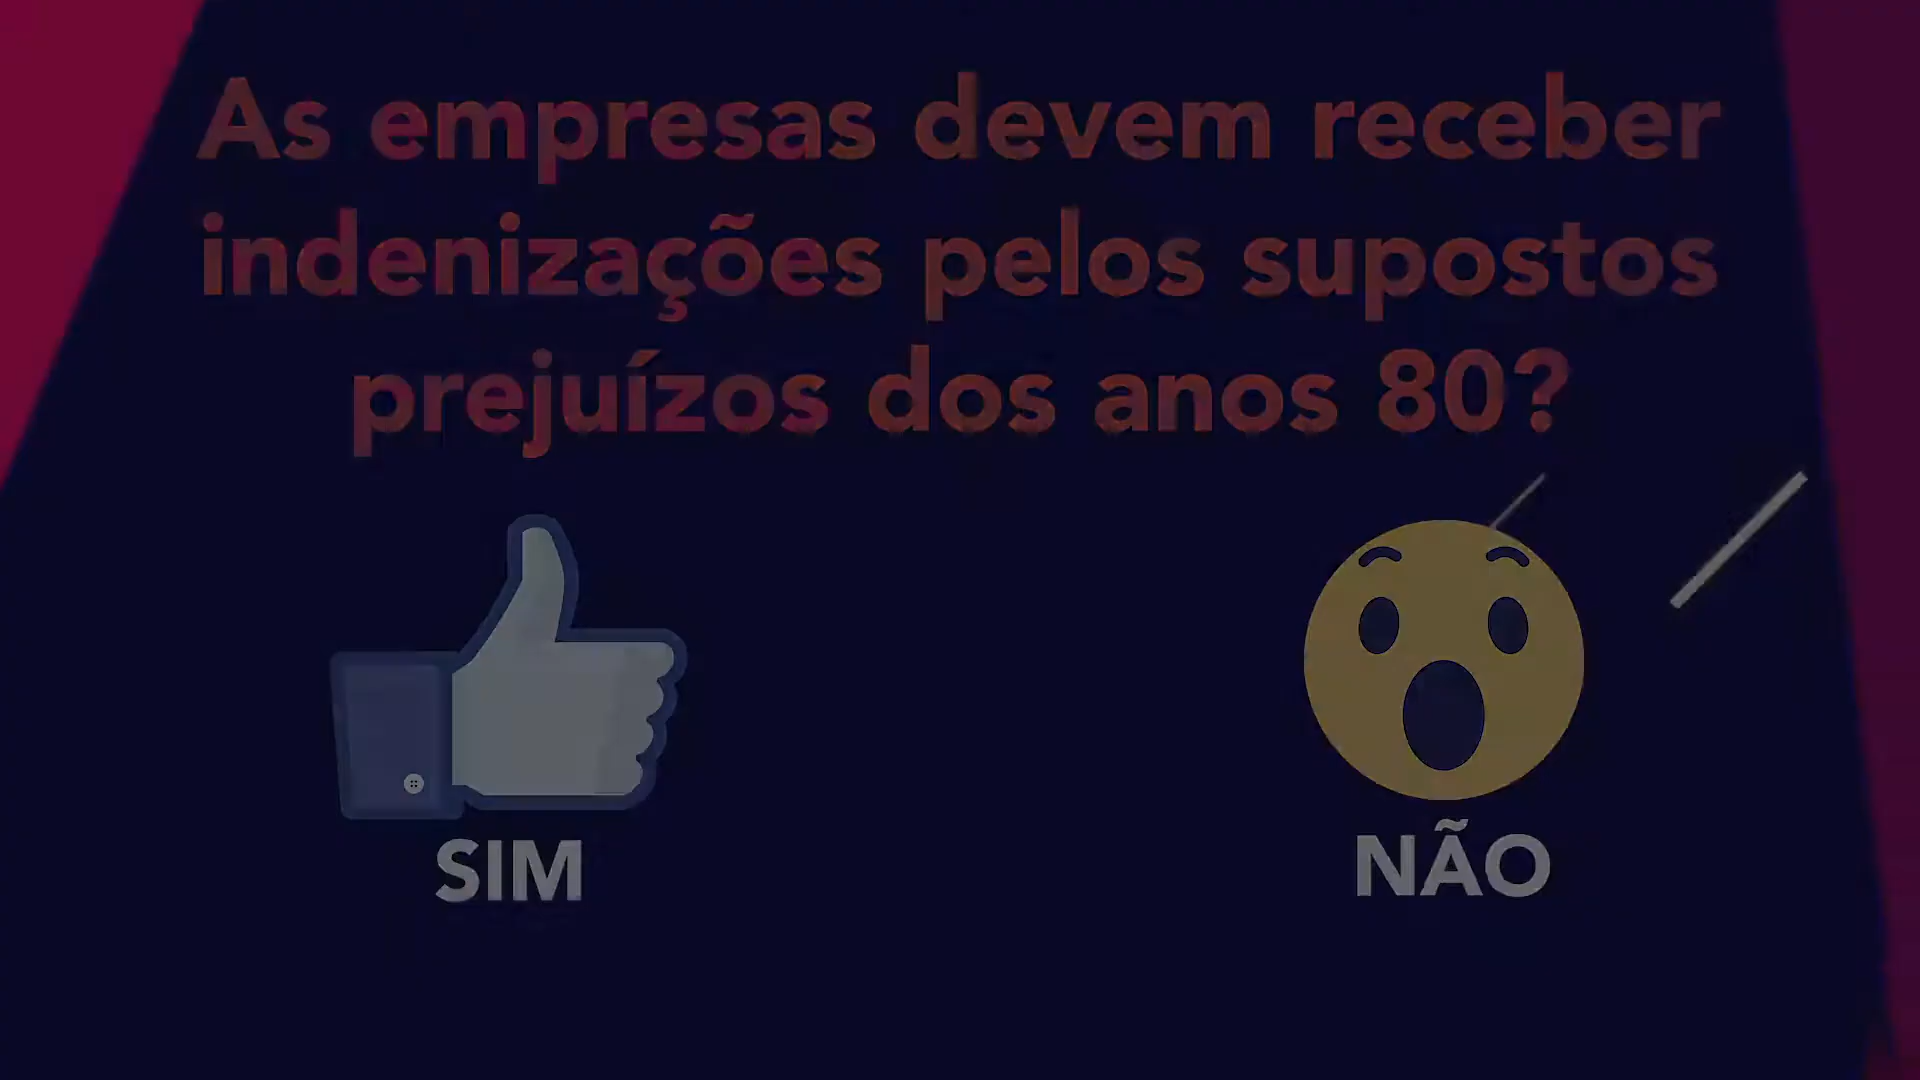 As empresas devem receber
indenizações pelos supostos
prejuízos dos anos 80?
SIM
NÃO